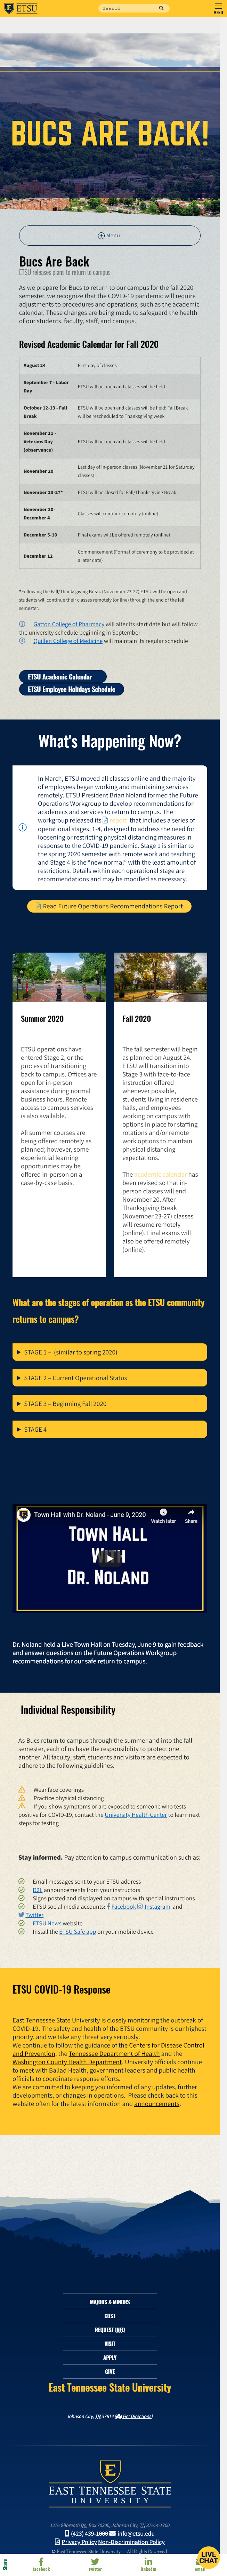 ETSU
Search
MENU
BUCS ARE BACK!
Menu:
Bucs Are Back
ETSU releases plans to return to campus
As we prepare for Bucs to return to our campus for the fall 2020
semester, we recognize that the COVID-19 pandemic will require
adjustments to procedures and operations, such as the academic
calendar. These changes are being made to safeguard the health
of our students, faculty, staff, and campus.
Revised Academic Calendar for Fall 2020
August 24 First day of classes
September 7 - Labor
Day
ETSU will be open and classes will be held
October 12-13 - Fall
Break
ETSU will be open and classes will be held; Fall Break
will be rescheduled to Thanksgiving week
November 11 -
Veterans Day
(observance)
ETSU will be open and classes will be held
November 20
Last day of in-person classes (November 21 for Saturday
classes)
November 23-27* ETSU will be closed for Fall/Thanksgiving Break
November 30-
December 4
Classes will continue remotely (online)
December 5-10 Final exams will be offered remotely (online)
December 12
Commencement (Format of ceremony to be provided at
a later date)
*Following the Fall/Thanksgiving Break (November 23-27) ETSU will be open and
students will continue their classes remotely (online) through the end of the fall
semester.
Gatton College of Pharmacy will alter its start date but will follow
the university schedule beginning in September
Quillen College of Medicine will maintain its regular schedule
ETSU Academic Calendar
ETSU Employee Holidays Schedule
What's Happening Now?
In March, ETSU moved all classes online and the majority
of employees began working and maintaining services
remotely. ETSU President Brian Noland formed the Future
Operations Workgroup to develop recommendations for
academics and services to return to campus. The
workgroup released its report that includes a series of
operational stages, 1-4, designed to address the need for
loosening or restricting physical distancing measures in
response to the COVID-19 pandemic. Stage 1 is similar to
the spring 2020 semester with remote work and teaching
and Stage 4 is the "new normal" with the least amount of
restrictions. Details within each operational stage are
recommendations and may be modified as necessary.
Read Future Operations Recommendations Report
Summer 2020
ETSU operations have
entered Stage 2, or the
process of transitioning
back to campus. Offices are
open for in-person
assistance during normal
business hours. Remote
access to campus services
is also available.
All summer courses are
being offered remotely as
planned; however, some
experiential learning
opportunities may be
offered in-person on a
case-by-case basis.
Fall 2020
The fall semester will begin
as planned on August 24.
ETSU will transition into
Stage 3 with face-to-face
instruction offered
whenever possible,
students living in residence
halls, and employees
working on campus with
options in place for staffing
rotations and/or remote
work options to maintain
physical distancing
expectations.
The academic calendar has
been revised so that in-
person classes will end
November 20. After
Thanksgiving Break
(November 23-27) classes
will resume remotely
(online). Final exams will
also be offered remotely
(online).
What are the stages of operation as the ETSU community
returns to campus?
STAGE 1 – (similar to spring 2020)
STAGE 2 – Current Operational Status
STAGE 3 – Beginning Fall 2020
STAGE 4
Town Hall with Dr. Noland - June 9, 2020
Watch later
Share
TOWN HALL
WITH
DR. NOLAND
Dr. Noland held a Live Town Hall on Tuesday, June 9 to gain feedback
and answer questions on the Future Operations Workgroup
recommendations for our safe return to campus.
Individual Responsibility
As Bucs return to campus through the summer and into the fall
semester, each of us has the responsibility to protect one
another. All faculty, staff, students and visitors are expected to
adhere to the following guidelines:
Wear face coverings
Practice physical distancing
If you show symptoms or are exposed to someone who tests
positive for COVID-19, contact the University Health Center to learn next
steps for testing
Stay informed. Pay attention to campus communication such as:
Email messages sent to your ETSU address
D2L announcements from your instructors
Signs posted and displayed on campus with special instructions
ETSU social media accounts: Facebook Instagram and
Twitter
ETSU News website
Install the ETSU Safe app on your mobile device
ETSU COVID-19 Response
East Tennessee State University is closely monitoring the outbreak of
COVID-19. The safety and health of the ETSU community is our highest
priority, and we take any threat very seriously.
We continue to follow the guidance of the Centers for Disease Control
and Prevention, the Tennessee Department of Health and the
Washington County Health Department. University officials continue
to meet with Ballad Health, government leaders and public health
officials to coordinate response efforts.
We are committed to keeping you informed of any updates, further
developments, or changes in operations. Please check back to this
website often for the latest information and announcements.
MAJORS & MINORS
COST
REQUEST INFO
VISIT
APPLY
GIVE
East Tennessee State University
Johnson City, TN 37614 (Get Directions)
EAST TENNESSEE STATE
UNIVERSITY
1276 Gilbreath Dr., Box 70300, Johnson City, TN 37614-1700
(423) 439-1000 info@etsu.edu
Privacy Policy Non-Discrimination Policy
© East Tennessee State University — All Rights Reserved.
LIVE
CHAT
Share
facebook
twitter
linkedin
email